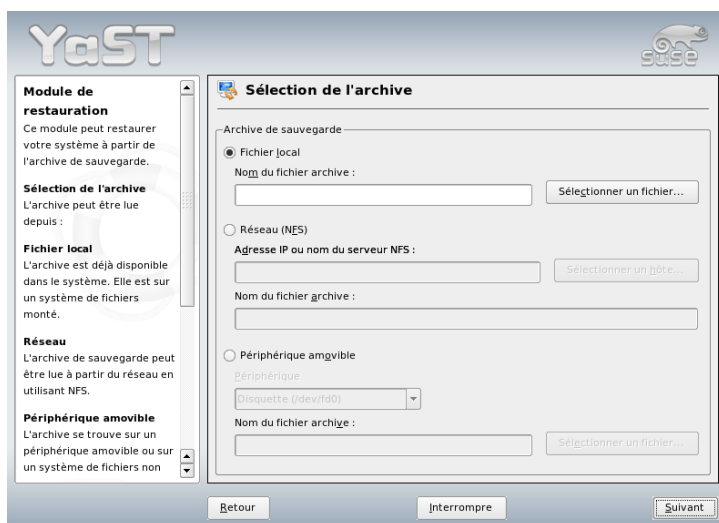 YaST
suse
Module de
restauration
Ce module peut restaurer
votre système à partir de
l'archive de sauvegarde.
Sélection de l'archive
L'archive peut être lue
depuis :
Fichier local
L'archive est déjà disponible
dans le système. Elle est sur
un système de fichiers
monté.
Réseau
L'archive de sauvegarde peut
être lue à partir du réseau en
utilisant NFS.
Périphérique amovible
L'archive se trouve sur un
périphérique amovible ou sur
un système de fichiers non
Sélection de l'archive
Archive de sauvegarde
Fichier local
Nom du fichier archive :
Sélectionner un fichier...
Réseau (NFS)
Adresse IP ou nom du serveur NFS :
Sélectionner un hôte...
Nom du fichier archive :
Périphérique amovible
Périphérique
Disquette (/dev/fd0)
Nom du fichier archive :
Sélectionner un fichier...
Retour
Interrompre
Suivant